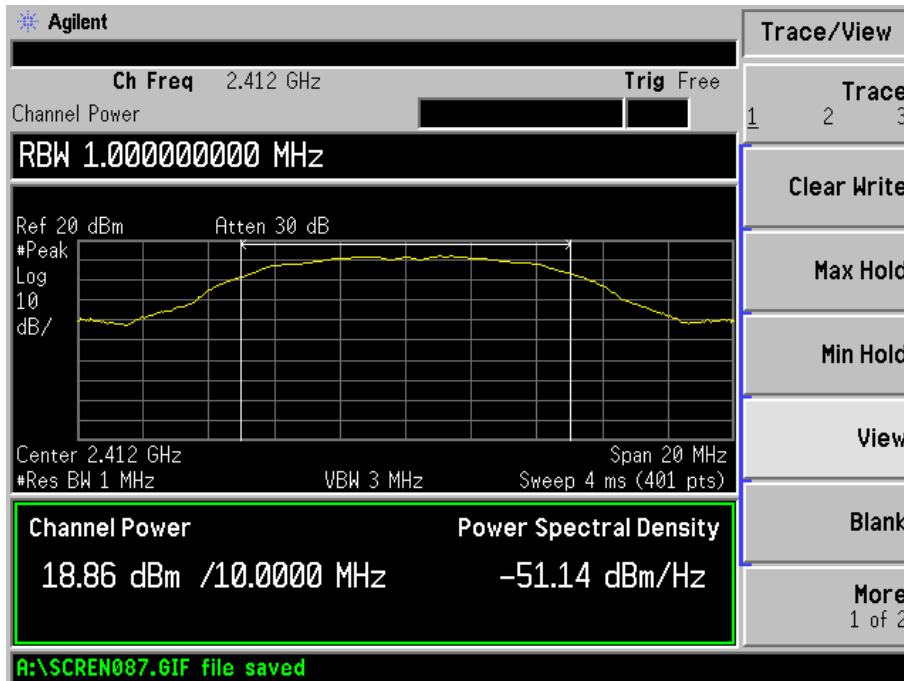 Agilent
Ch Freq 2.412 GHz Trig Free
Channel Power
RBW 1.000000000 MHz
Ref 20 dBm Atten 30 dB
#Peak
Log
10
dB/
Center 2.412 GHz Span 20 MHz
#Res BW 1 MHz VBW 3 MHz Sweep 4 ms (401 pts)
Channel Power Power Spectral Density
18.86 dBm /10.0000 MHz -51.14 dBm/Hz
A:\SCREN087.GIF file saved
Trace/View
Trace
1 2 3
Clear Write
Max Hold
Min Hold
View
Blank
More
1 of 2